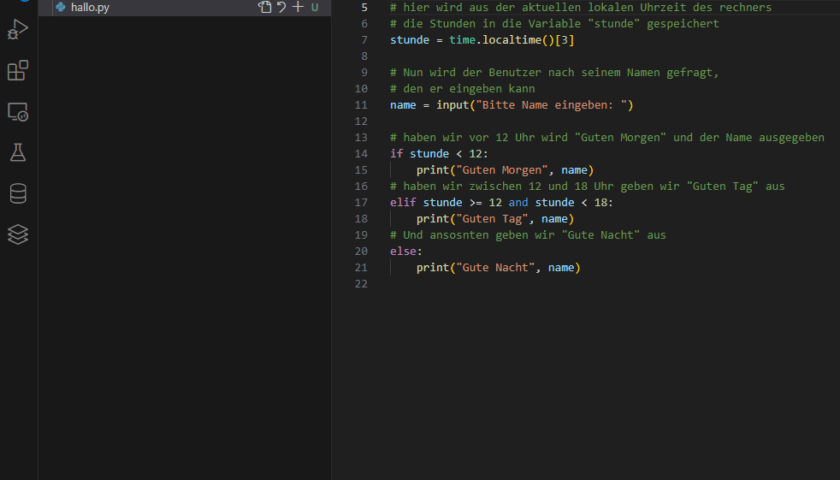 hallo.py U
5 # hier wird aus der aktuellen lokalen Uhrzeit des rechners
6 # die Stunden in die Variable "stunde" gespeichert
7 stunde = time.localtime()[3]
8
9 # Nun wird der Benutzer nach seinem Namen gefragt,
10 # den er eingeben kann
11 name = input("Bitte Name eingeben: ")
12
13 # haben wir vor 12 Uhr wird "Guten Morgen" und der Name ausgegeben
14 if stunde < 12:
15     print("Guten Morgen", name)
16 # haben wir zwischen 12 und 18 Uhr geben wir "Guten Tag" aus
17 elif stunde >= 12 and stunde < 18:
18     print("Guten Tag", name)
19 # Und ansosnten geben wir "Gute Nacht" aus
20 else:
21     print("Gute Nacht", name)
22